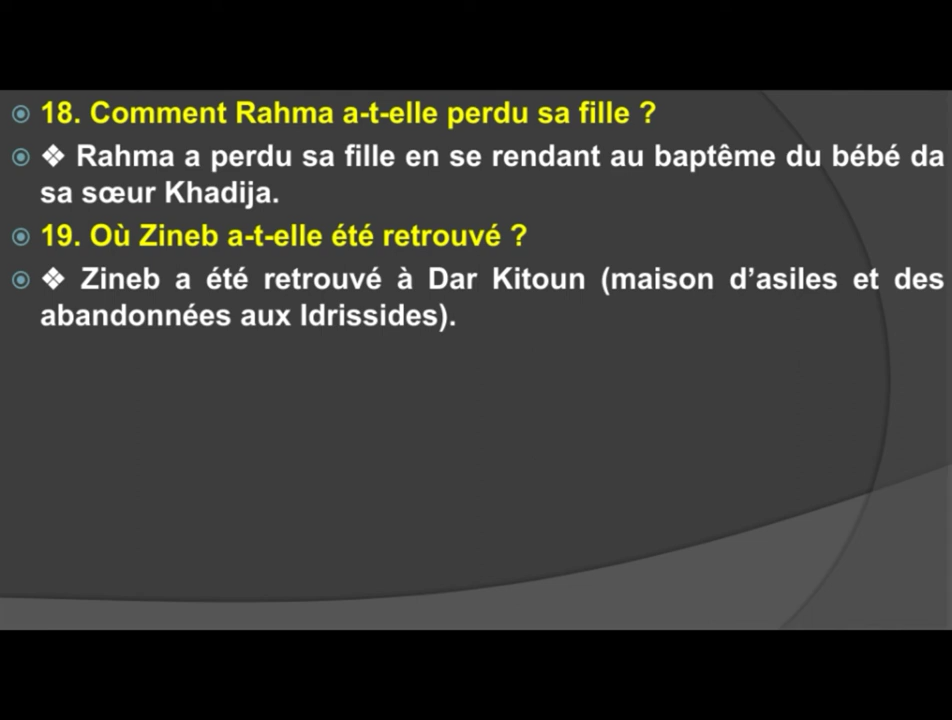 18. Comment Rahma a-t-elle perdu sa fille ?
❖ Rahma a perdu sa fille en se rendant au baptême du bébé da
sa sœur Khadija.
19. Où Zineb a-t-elle été retrouvé ?
❖ Zineb a été retrouvé à Dar Kitoun (maison d’asiles et des
abandonnées aux Idrissides).